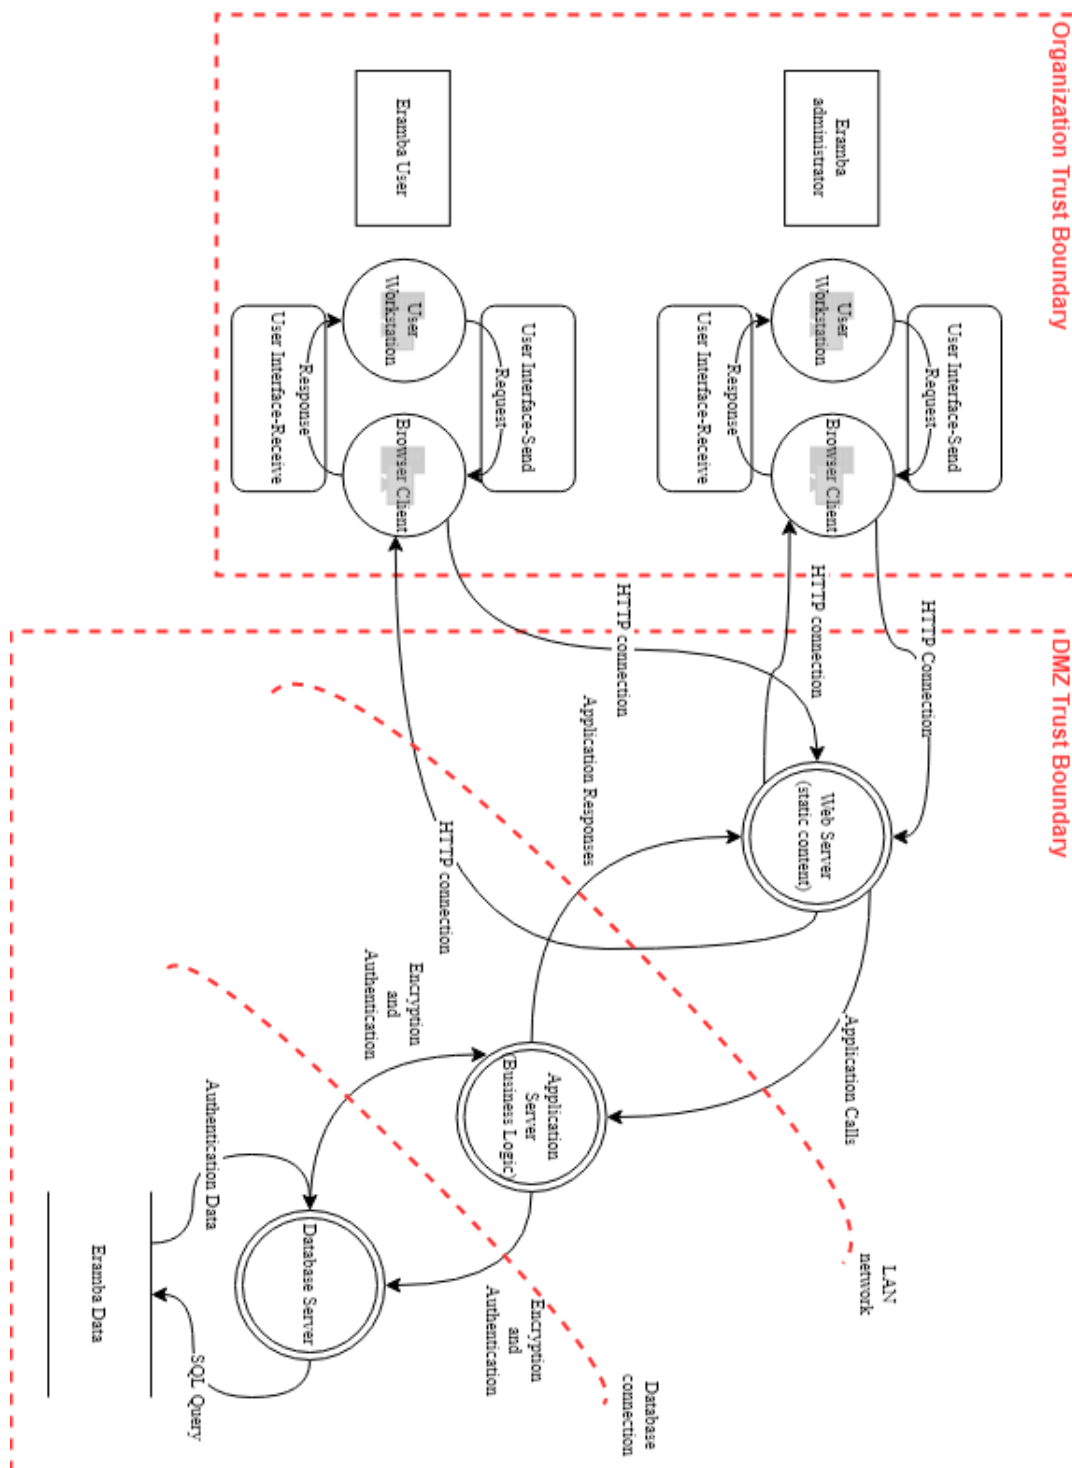 Organization Trust Boundary
DMZ Trust Boundary
Eramba
administrator
User
Workstation
User Interface-Send
Request
Response
User Interface-Receive
Browser Client
HTTP Connection
HTTP connection
Eramba User
User
Workstation
User Interface-Send
Request
Response
User Interface-Receive
Browser Client
HTTP connection
HTTP connection
Web Server
(static content)
Application Responses
Application Calls
LAN
network
Application
Server
(Business Logic)
Encryption
and
Authentication
Encryption
and
Authentication
Database
connection
Database Server
Authentication Data
SQL Query
Eramba Data